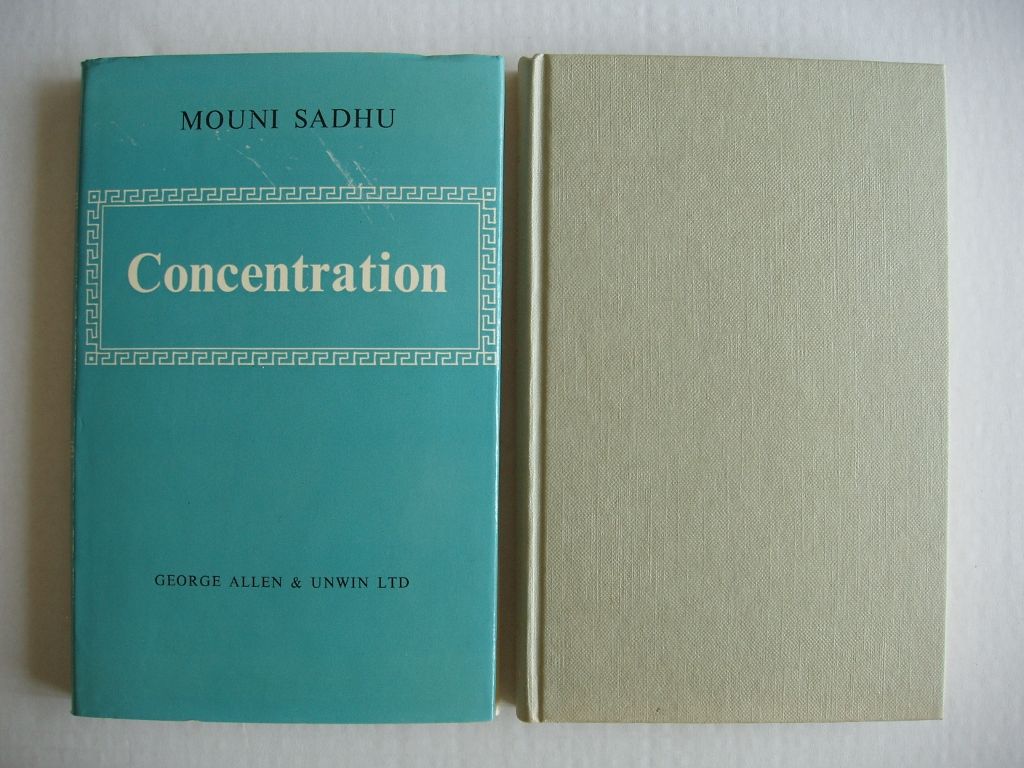 MOUNI SADHU
Concentration
GEORGE ALLEN & UNWIN LTD